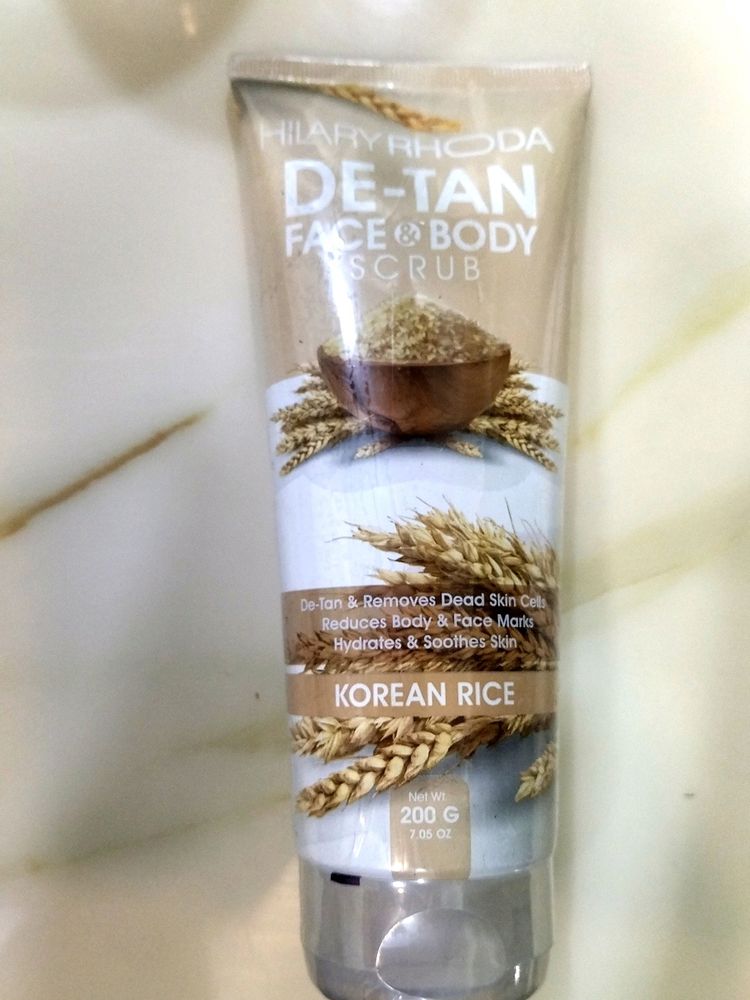 HILARY RHODA
DE-TAN
FACE & BODY
SCRUB
De-Tan & Removes Dead Skin Cells
Reduces Body & Face Marks
Hydrates & Soothes Skin
KOREAN RICE
Net Wt.
200 G
7.05 OZ